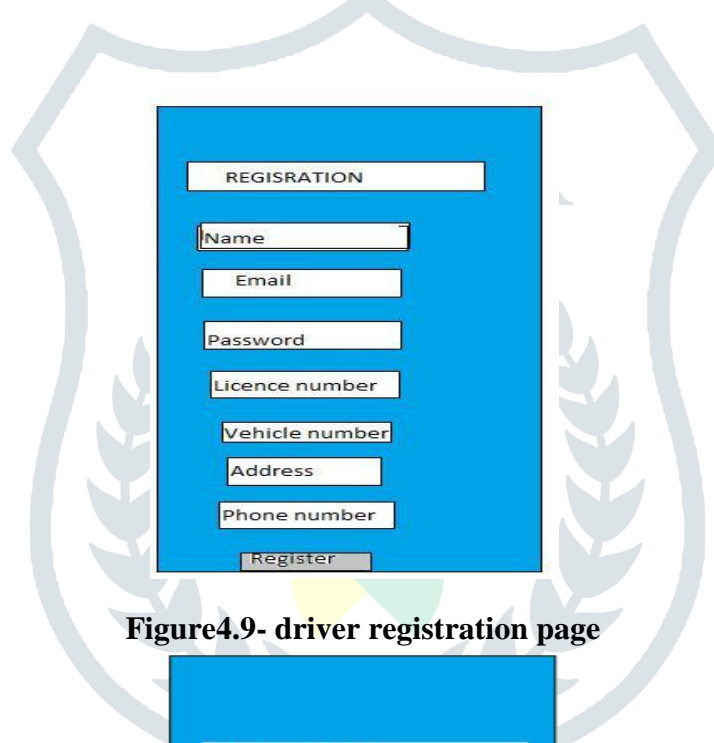 REGISRATION
Name
Email
Password
Licence number
Vehicle number
Address
Phone number
Register
Figure4.9- driver registration page